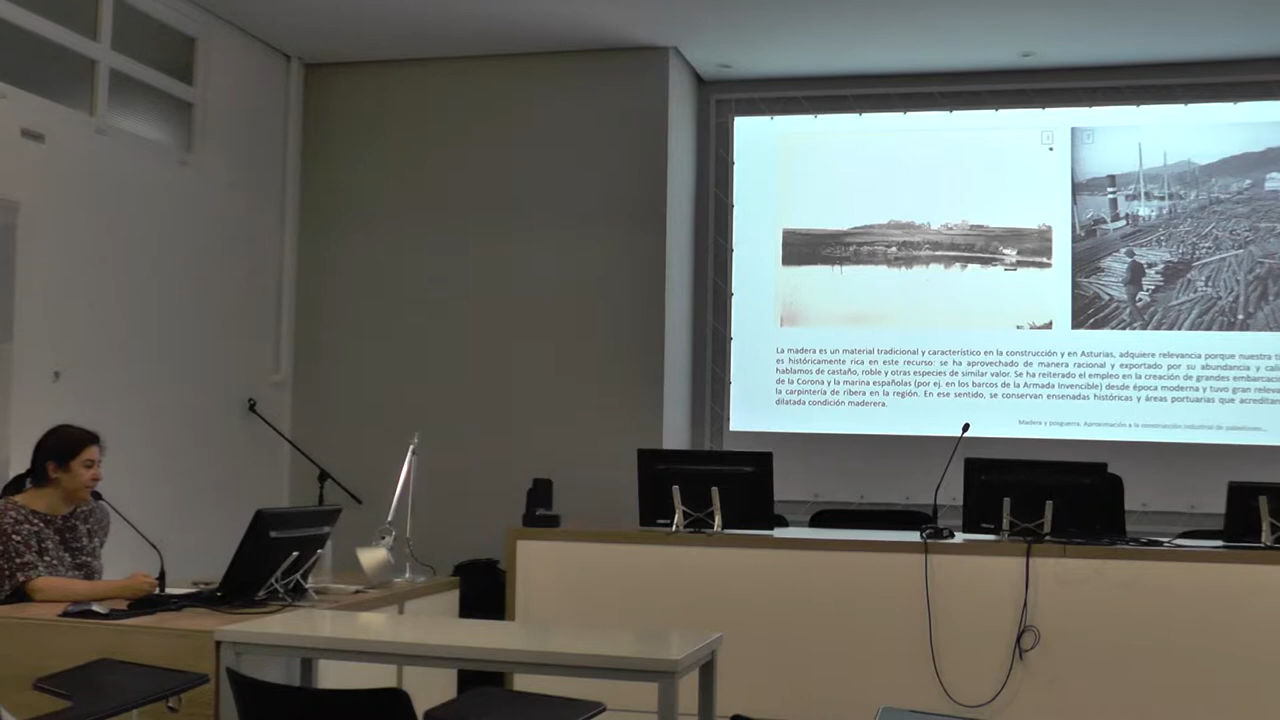 La madera es un material tradicional y característico en la construcción y en Asturias, adquiere relevancia porque nuestra
es históricamente rica en este recurso: se ha aprovechado de manera racional y exportado por su abundancia y
hablamos de castaño, roble y otras especies de similar valor. Se ha reiterado el empleo en la creación de grandes
de la Corona y la marina españolas (por ej. en los barcos de la Armada Invencible) desde época moderna y tuvo gran
la carpintería de ribera en la región. En ese sentido, se conservan ensenadas históricas y áreas portuarias que
dilatada condición maderera.
Madera y posguerra. Aproximación a la construcción industrial de